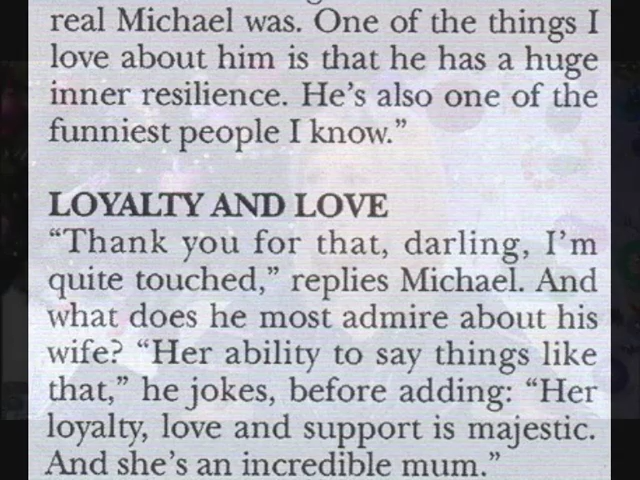 real Michael was. One of the things I
love about him is that he has a huge
inner resilience. He's also one of the
funniest people I know.”
LOYALTY AND LOVE
“Thank you for that, darling, I'm
quite touched,” replies Michael. And
what does he most admire about his
wife? “Her ability to say things like
that,” he jokes, before adding: “Her
loyalty, love and support is majestic.
And she's an incredible mum.”